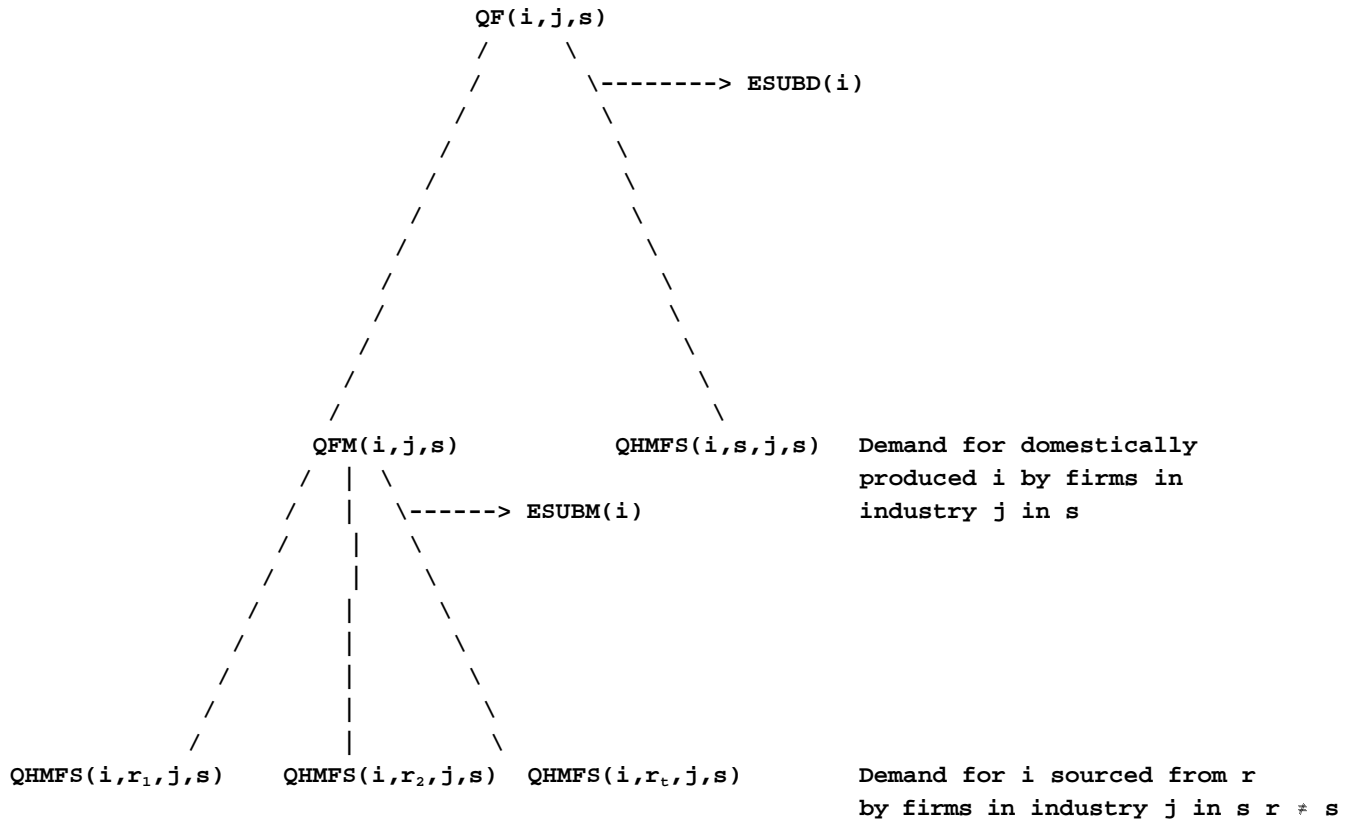 QF(i,j,s)
--------> ESUBD(i)
QFM(i,j,s) QHMFS(i,s,j,s) Demand for domestically
produced i by firms in
------> ESUBM(i) industry j in s
QHMFS(i,r₁,j,s) QHMFS(i,r₂,j,s) QHMFS(i,rₜ,j,s) Demand for i sourced from r
by firms in industry j in s r ≠ s